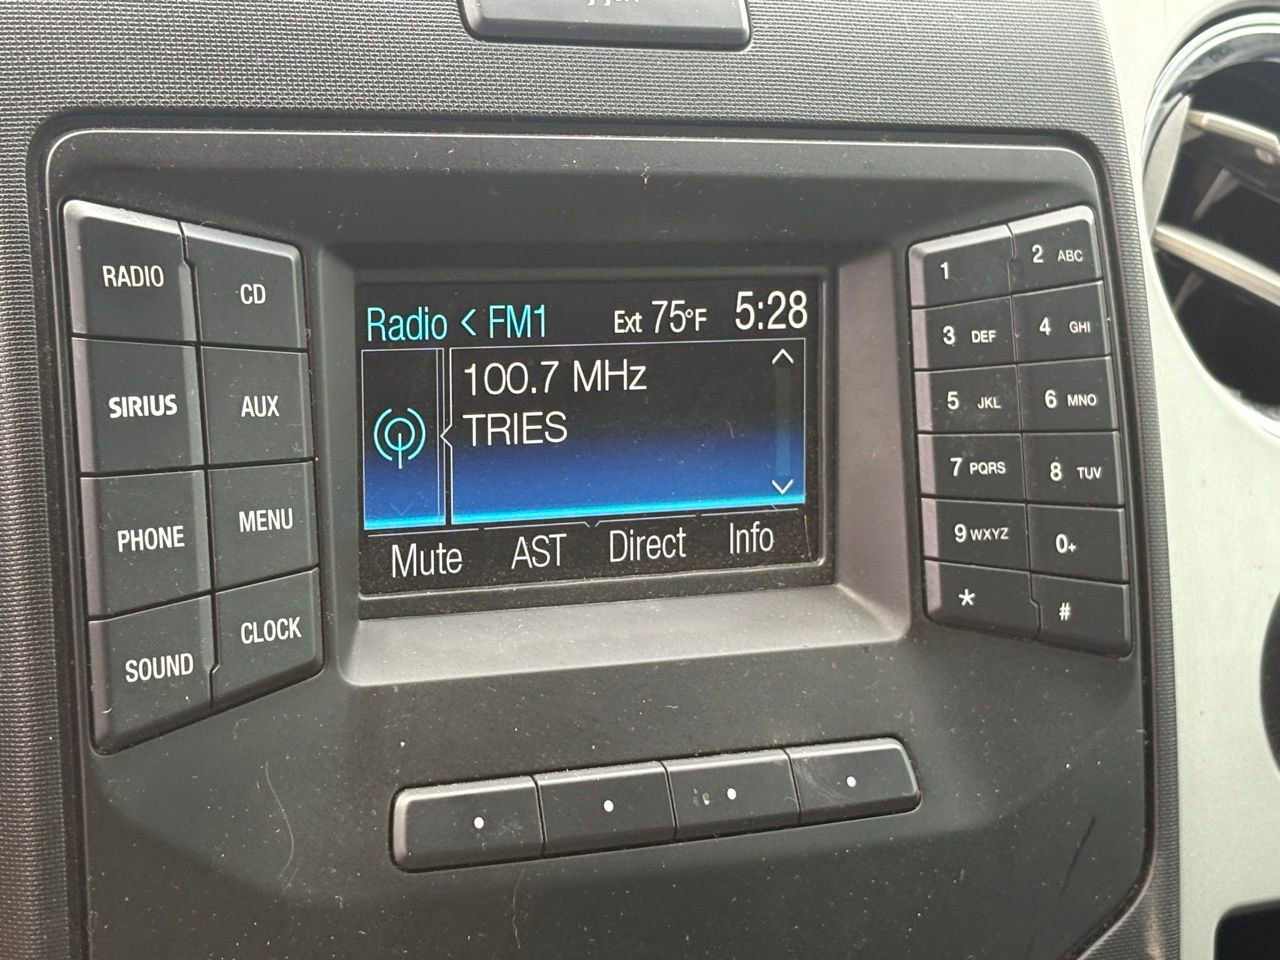 RADIO
CD
SIRIUS
AUX
PHONE
MENU
SOUND
CLOCK
Radio < FM1 Ext 75°F 5:28
100.7 MHz
TRIES
Mute AST Direct Info
1
2 ABC
3 DEF
4 GHI
5 JKL
6 MNO
7 PQRS
8 TUV
9 WXYZ
0+
*
#